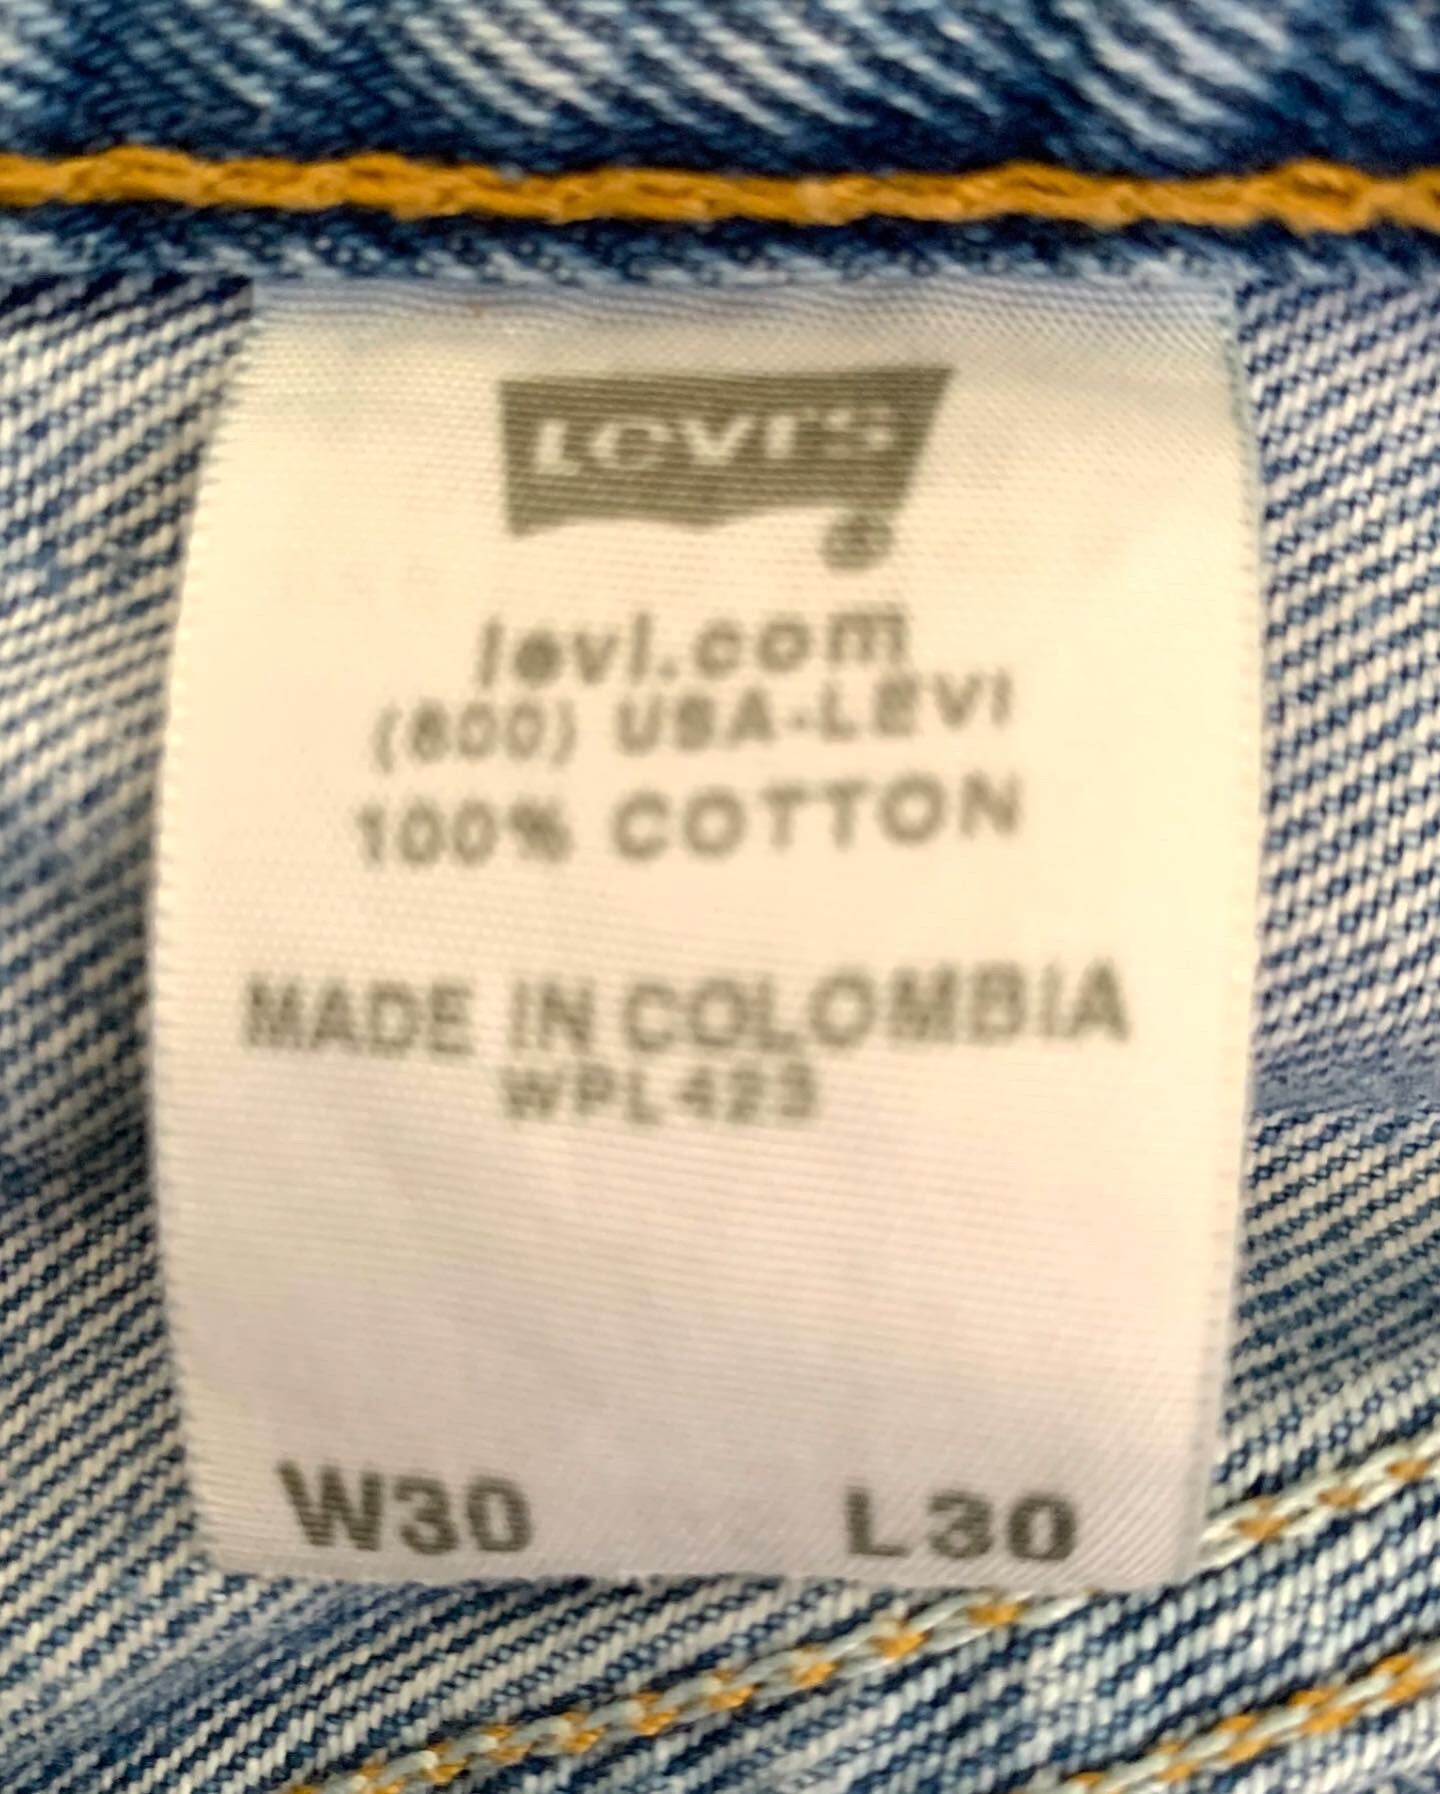 LEVI'S
®
levi.com
(800) USA-LEVI
100% COTTON
MADE IN COLOMBIA
WPL423
W30 L30